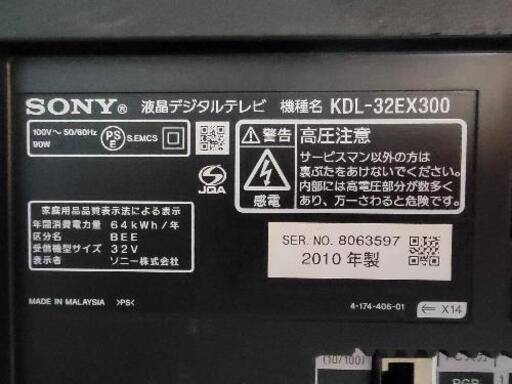 SONY® 液晶デジタルテレビ 機種名 KDL-32EX300
100V~50/60Hz
90W
PS
E
S.EMCS
JQA
警告 高圧注意
サービスマン以外の方は
裏ぶたをあけないでください。
内部には高電圧部分が数多く
あり、万一さわると危険です。
感電
家庭用品品質表示法による表示
年間消費電力量 64kWh/年
区分名 BEE
受信機型サイズ 32V
表示者 ソニー株式会社
SER. NO. 8063597
2010 年製
MADE IN MALAYSIA >PS<
4-174-406-01
X14
(10/100)